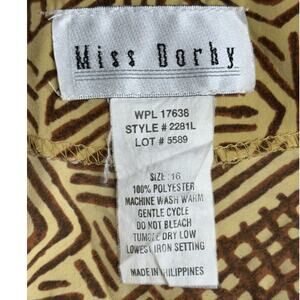 Miss Dorby
WPL 17638
STYLE # 2281L
LOT # 5589
SIZE: 16
100% POLYESTER
MACHINE WASH WARM
GENTLE CYCLE
DO NOT BLEACH
TUMBLE DRY LOW
LOWEST IRON SETTING
MADE IN PHILIPPINES